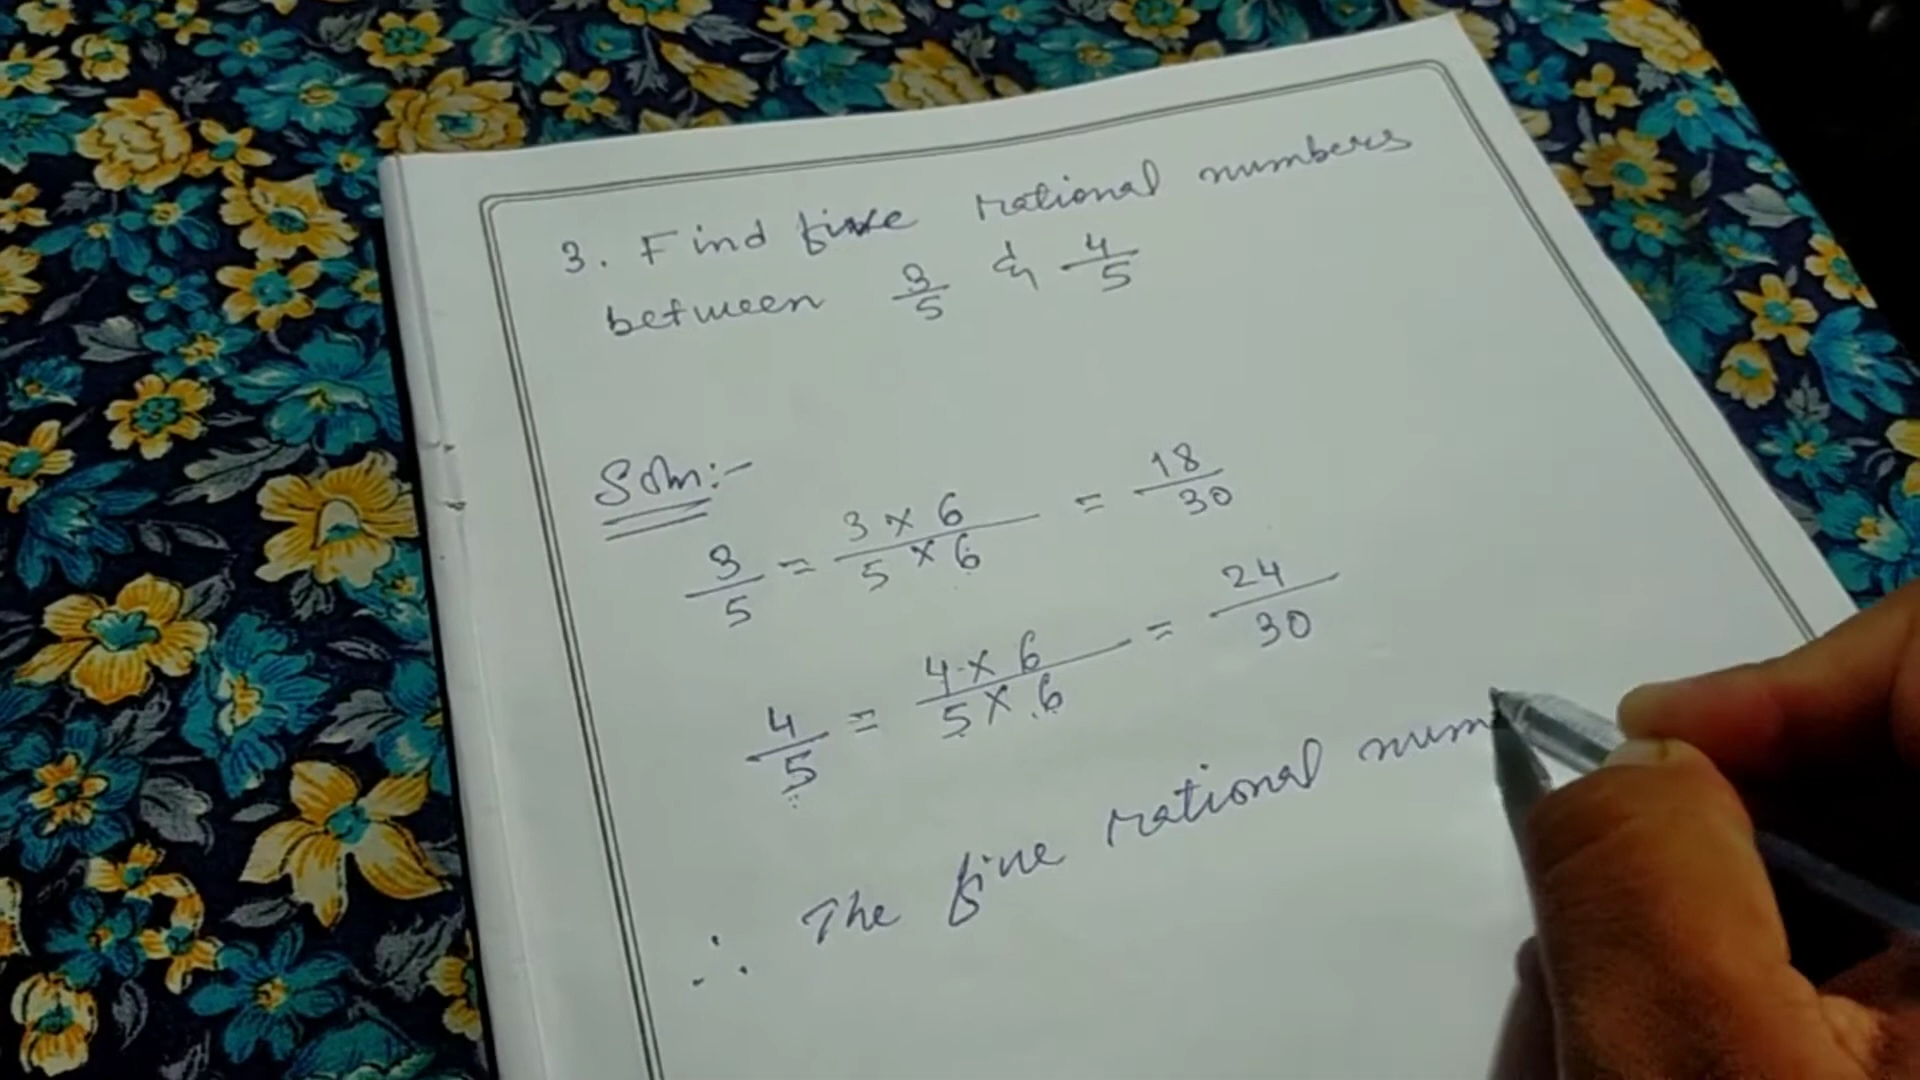 3. Find five rational numbers
between 3/5 & 4/5
Soln:-
3/5 = 3 × 6 / 5 × 6 = 18/30
4/5 = 4 × 6 / 5 × 6 = 24/30
∴ The five rational num